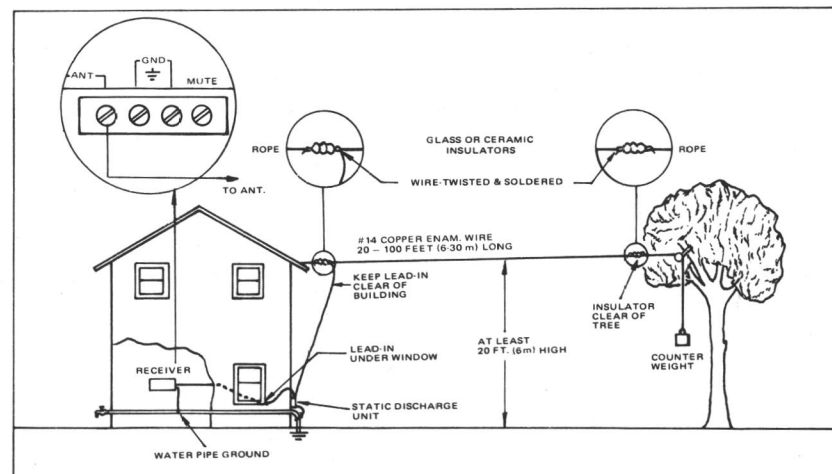 ANT
GND
MUTE
TO ANT.
ROPE
GLASS OR CERAMIC
INSULATORS
ROPE
WIRE-TWISTED & SOLDERED
#14 COPPER ENAM. WIRE
20 – 100 FEET (6-30 m) LONG
KEEP LEAD-IN
CLEAR OF
BUILDING
INSULATOR
CLEAR OF
TREE
AT LEAST
20 FT. (6m) HIGH
LEAD-IN
UNDER WINDOW
COUNTER
WEIGHT
RECEIVER
STATIC DISCHARGE
UNIT
WATER PIPE GROUND